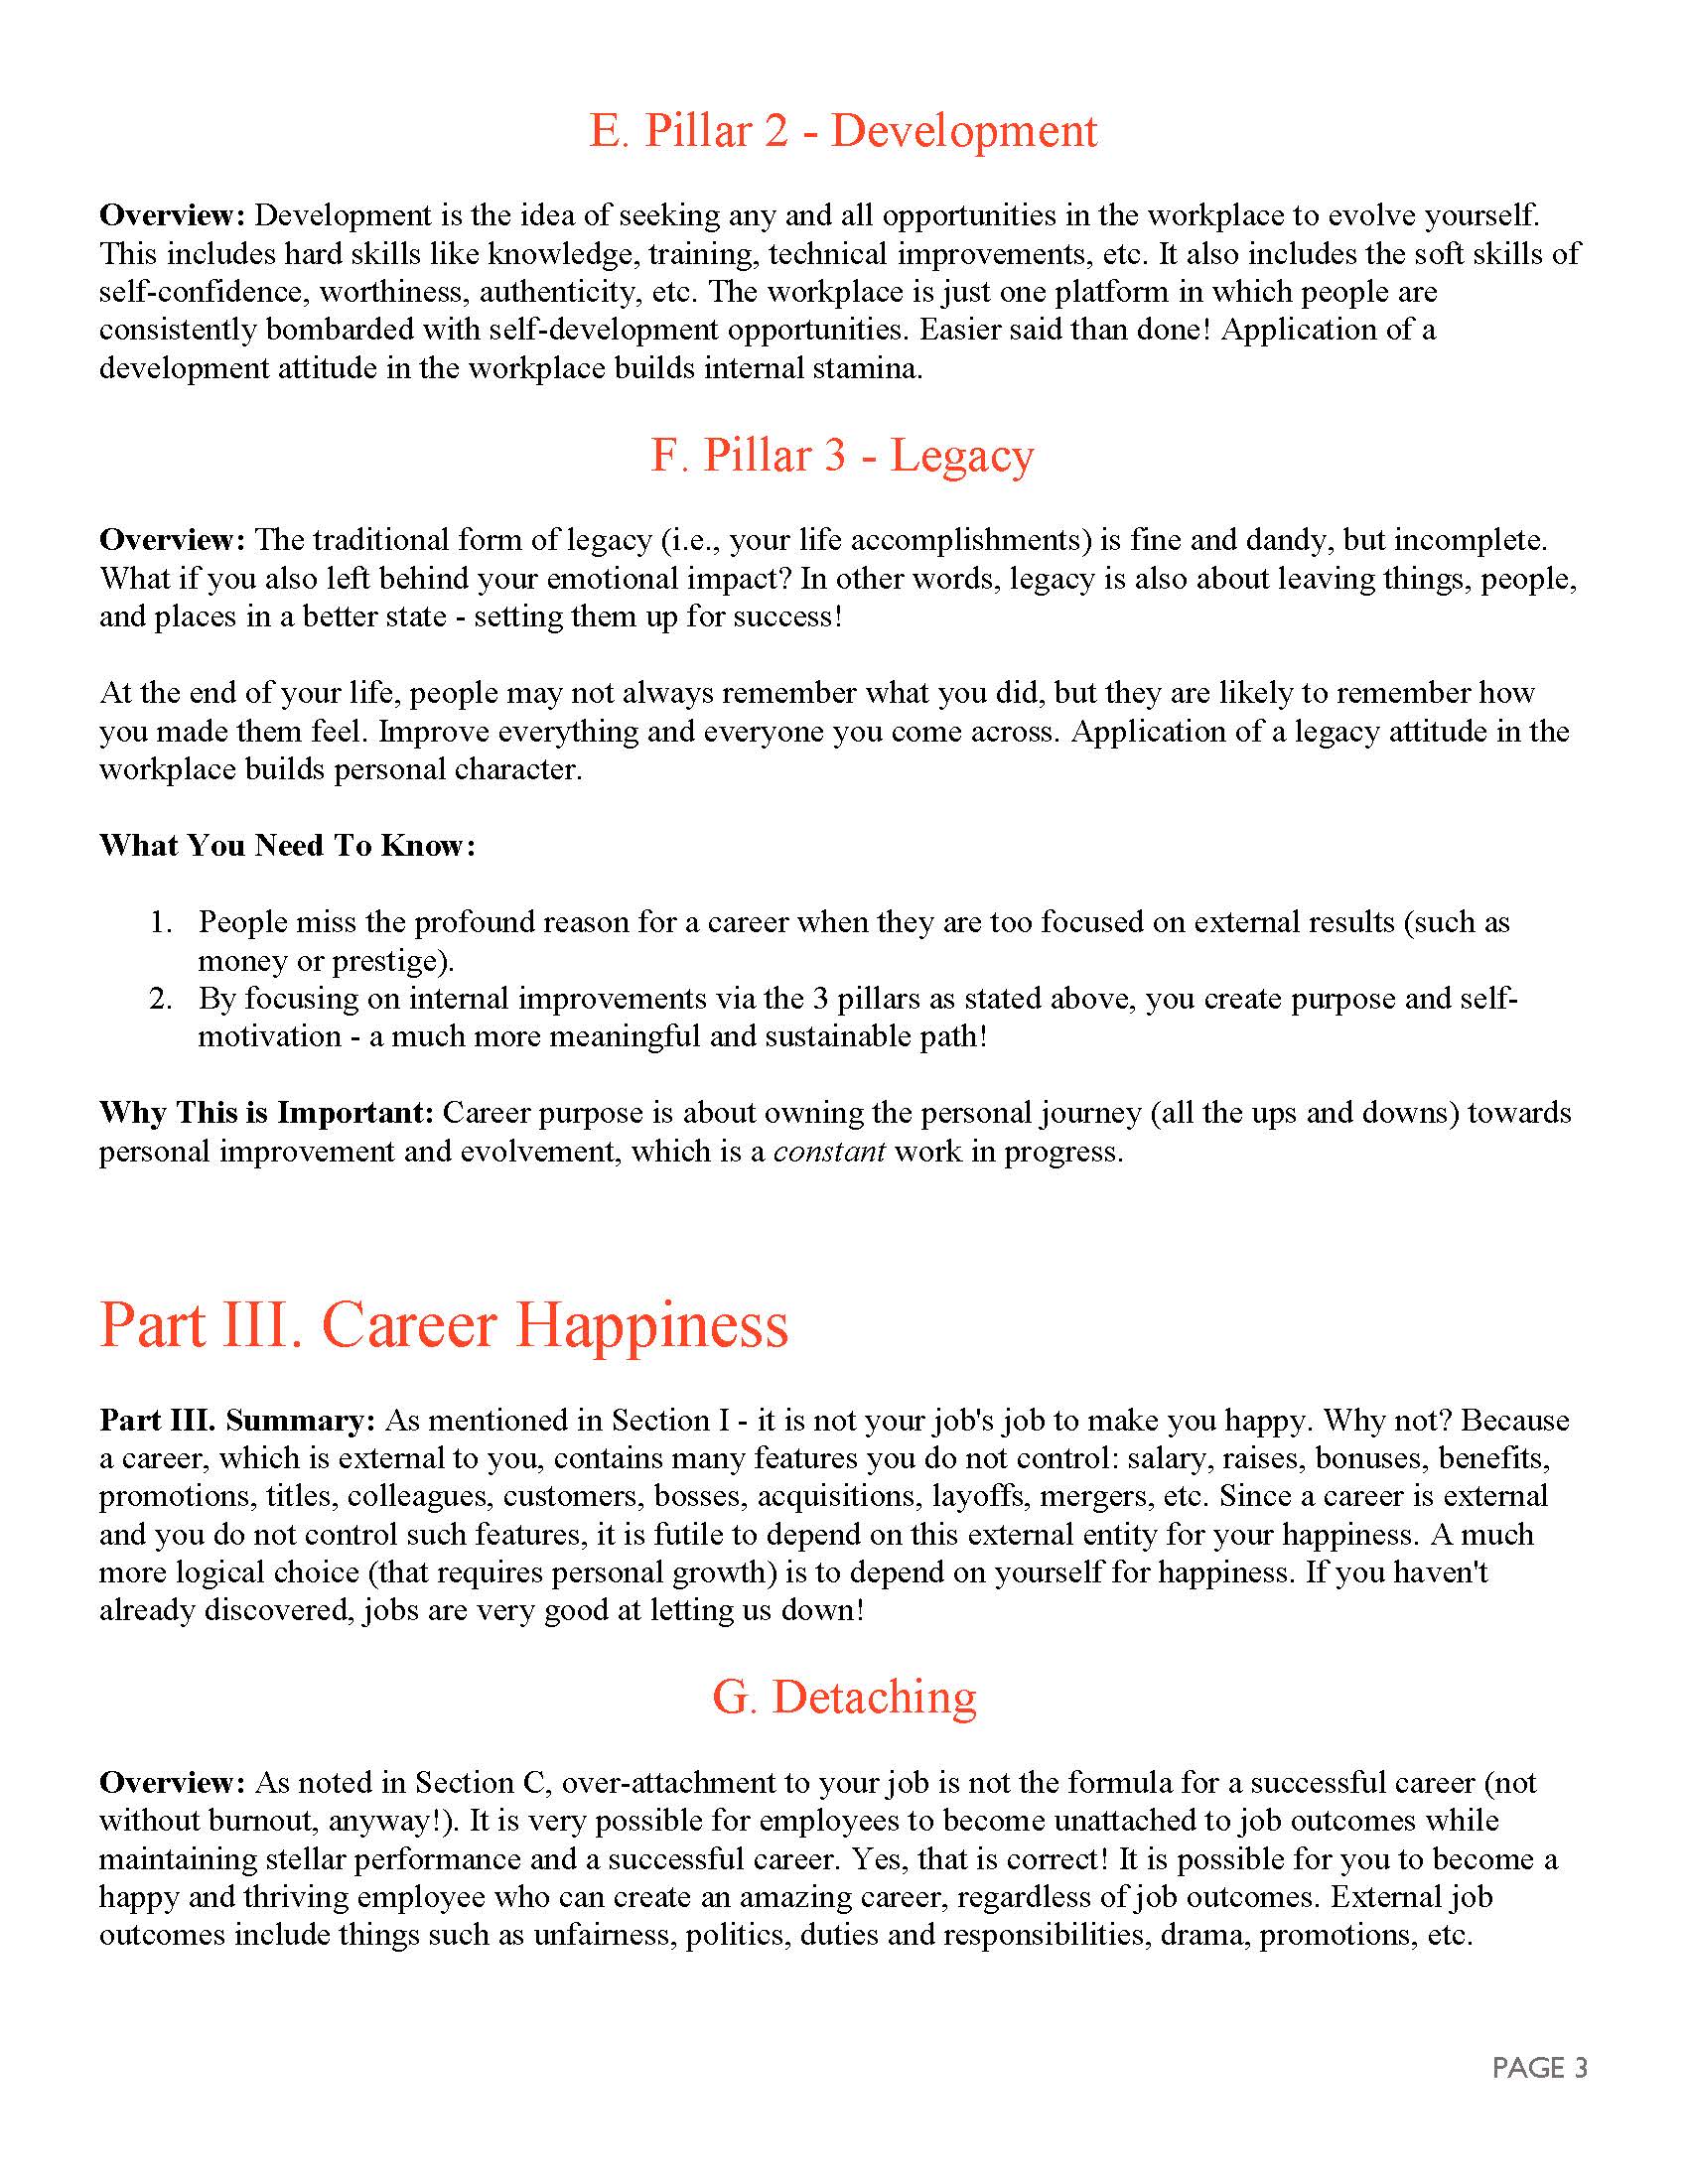 E. Pillar 2 - Development
Overview: Development is the idea of seeking any and all opportunities in the workplace to evolve yourself.
This includes hard skills like knowledge, training, technical improvements, etc. It also includes the soft skills of
self-confidence, worthiness, authenticity, etc. The workplace is just one platform in which people are
consistently bombarded with self-development opportunities. Easier said than done! Application of a
development attitude in the workplace builds internal stamina.
F. Pillar 3 - Legacy
Overview: The traditional form of legacy (i.e., your life accomplishments) is fine and dandy, but incomplete.
What if you also left behind your emotional impact? In other words, legacy is also about leaving things, people,
and places in a better state - setting them up for success!
At the end of your life, people may not always remember what you did, but they are likely to remember how
you made them feel. Improve everything and everyone you come across. Application of a legacy attitude in the
workplace builds personal character.
What You Need To Know:
1. People miss the profound reason for a career when they are too focused on external results (such as
money or prestige).
2. By focusing on internal improvements via the 3 pillars as stated above, you create purpose and self-
motivation - a much more meaningful and sustainable path!
Why This is Important: Career purpose is about owning the personal journey (all the ups and downs) towards
personal improvement and evolvement, which is a constant work in progress.
Part III. Career Happiness
Part III. Summary: As mentioned in Section I - it is not your job's job to make you happy. Why not? Because
a career, which is external to you, contains many features you do not control: salary, raises, bonuses, benefits,
promotions, titles, colleagues, customers, bosses, acquisitions, layoffs, mergers, etc. Since a career is external
and you do not control such features, it is futile to depend on this external entity for your happiness. A much
more logical choice (that requires personal growth) is to depend on yourself for happiness. If you haven't
already discovered, jobs are very good at letting us down!
G. Detaching
Overview: As noted in Section C, over-attachment to your job is not the formula for a successful career (not
without burnout, anyway!). It is very possible for employees to become unattached to job outcomes while
maintaining stellar performance and a successful career. Yes, that is correct! It is possible for you to become a
happy and thriving employee who can create an amazing career, regardless of job outcomes. External job
outcomes include things such as unfairness, politics, duties and responsibilities, drama, promotions, etc.
PAGE 3